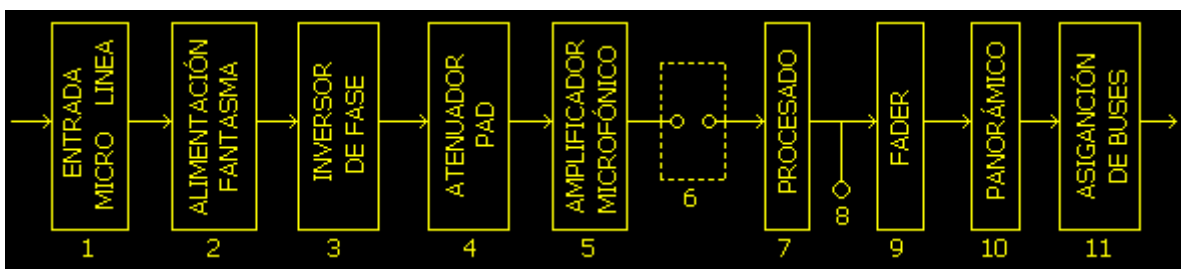 ENTRADA
MICRO LINEA
1
ALIMENTACIÓN
FANTASMA
2
INVERSOR
DE FASE
3
ATENUADOR
PAD
4
AMPLIFICADOR
MICROFÓNICO
5
6
PROCESADO
7
8
FADER
9
PANORÁMICO
10
ASIGANCIÓN
DE BUSES
11